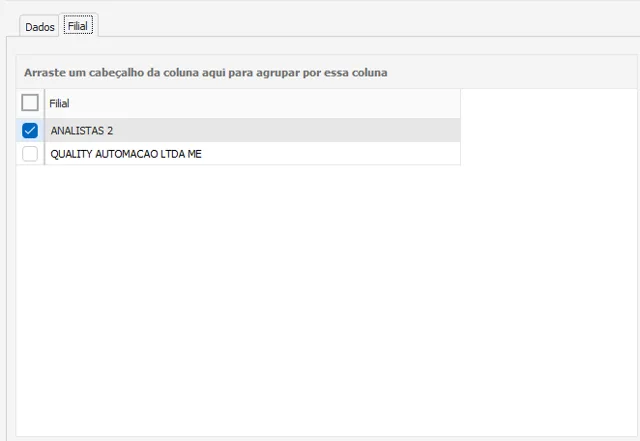 Dados Filial
Arraste um cabeçalho da coluna aqui para agrupar por essa coluna
Filial
ANALISTAS 2
QUALITY AUTOMACAO LTDA ME